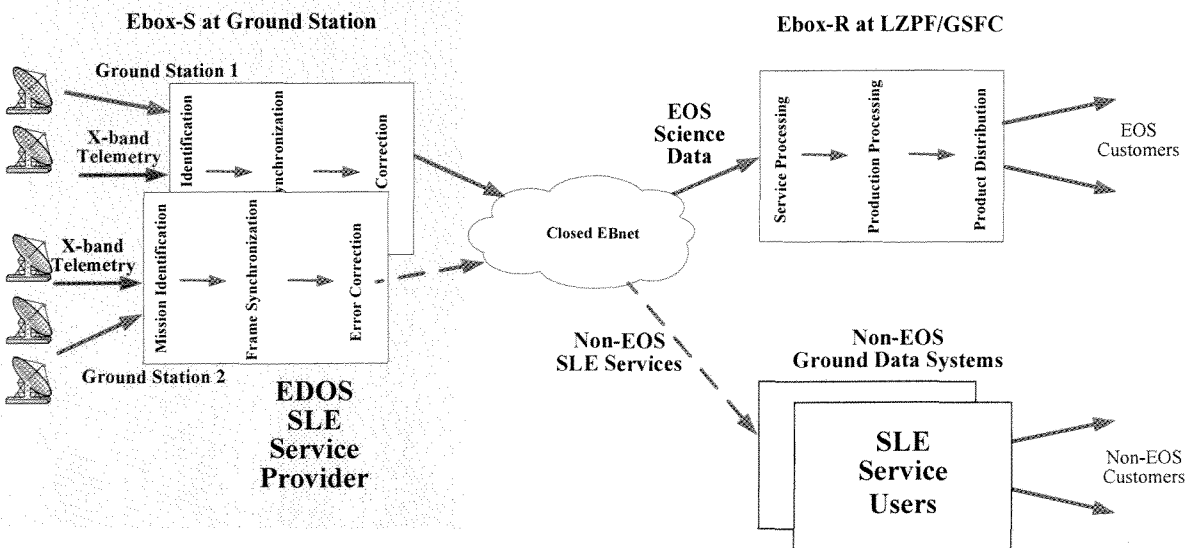 Ebox-S at Ground Station
Ebox-R at LZPF/GSFC
Ground Station 1
X-band
Telemetry
Identification
ynchronization
Correction
X-band
Telemetry
Mission Identification
Frame Synchronization
Error Correction
Ground Station 2
EDOS
SLE
Service
Provider
Closed EBnet
EOS
Science
Data
Service Processing
Production Processing
Product Distribution
EOS
Customers
Non-EOS
SLE Services
Non-EOS
Ground Data Systems
SLE
Service
Users
Non-EOS
Customers